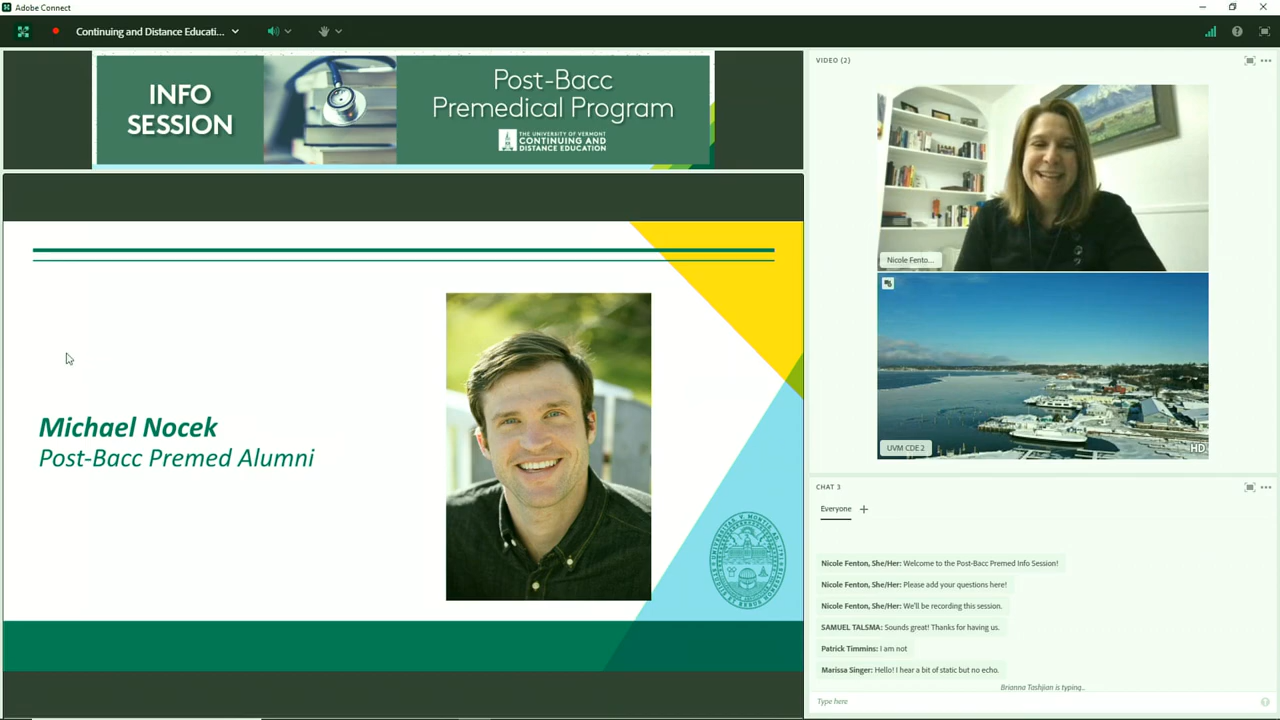 Adobe Connect
Continuing and Distance Educati...
INFO
SESSION
Post-Bacc
Premedical Program
THE UNIVERSITY OF VERMONT
CONTINUING AND
DISTANCE EDUCATION
Michael Nocek
Post-Bacc Premed Alumni
VIDEO (2)
Nicole Fento...
UVM CDE 2
HD
CHAT 3
Everyone
Nicole Fenton, She/Her: Welcome to the Post-Bacc Premed Info Session!
Nicole Fenton, She/Her: Please add your questions here!
Nicole Fenton, She/Her: We'll be recording this session.
SAMUEL TALSMA: Sounds great! Thanks for having us.
Patrick Timmins: I am not
Marissa Singer: Hello! I hear a bit of static but no echo.
Brianna Tashjian is typing...
Type here